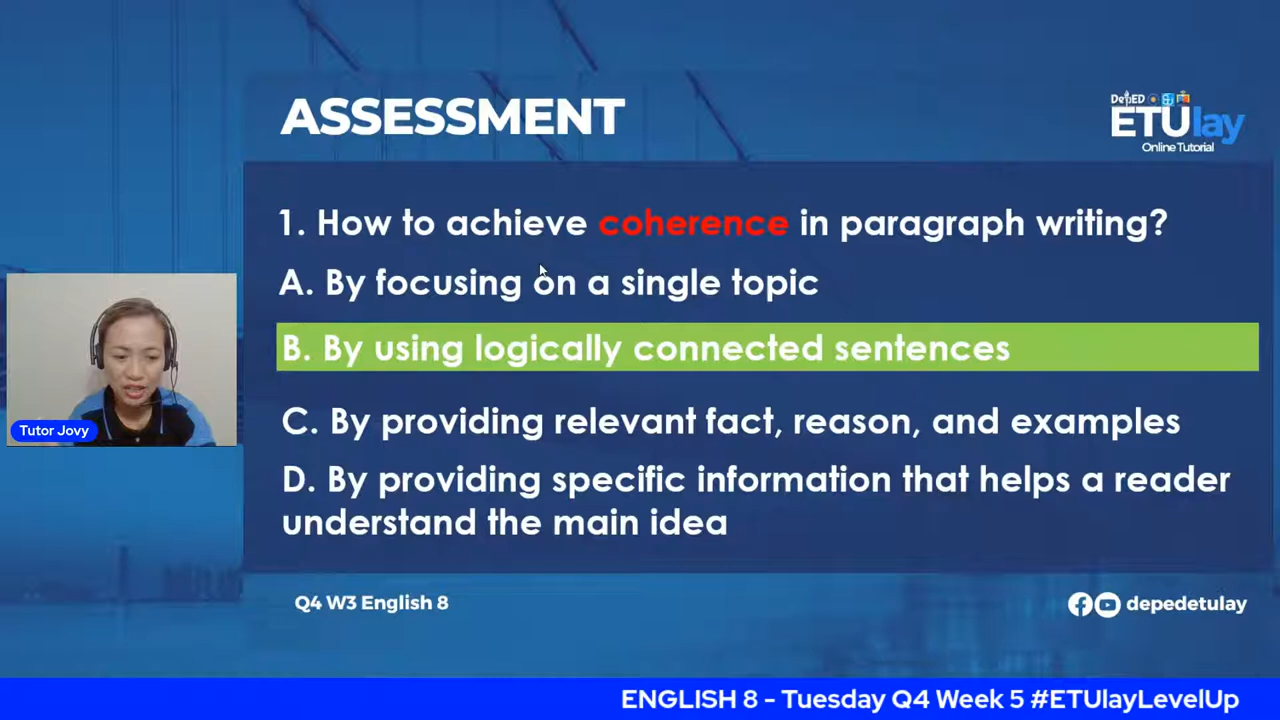 ASSESSMENT
DepED
ETUlay
Online Tutorial
1. How to achieve coherence in paragraph writing?
A. By focusing on a single topic
B. By using logically connected sentences
C. By providing relevant fact, reason, and examples
D. By providing specific information that helps a reader
understand the main idea
Tutor Jovy
Q4 W3 English 8
depedetulay
ENGLISH 8 - Tuesday Q4 Week 5 #ETUlayLevelUp